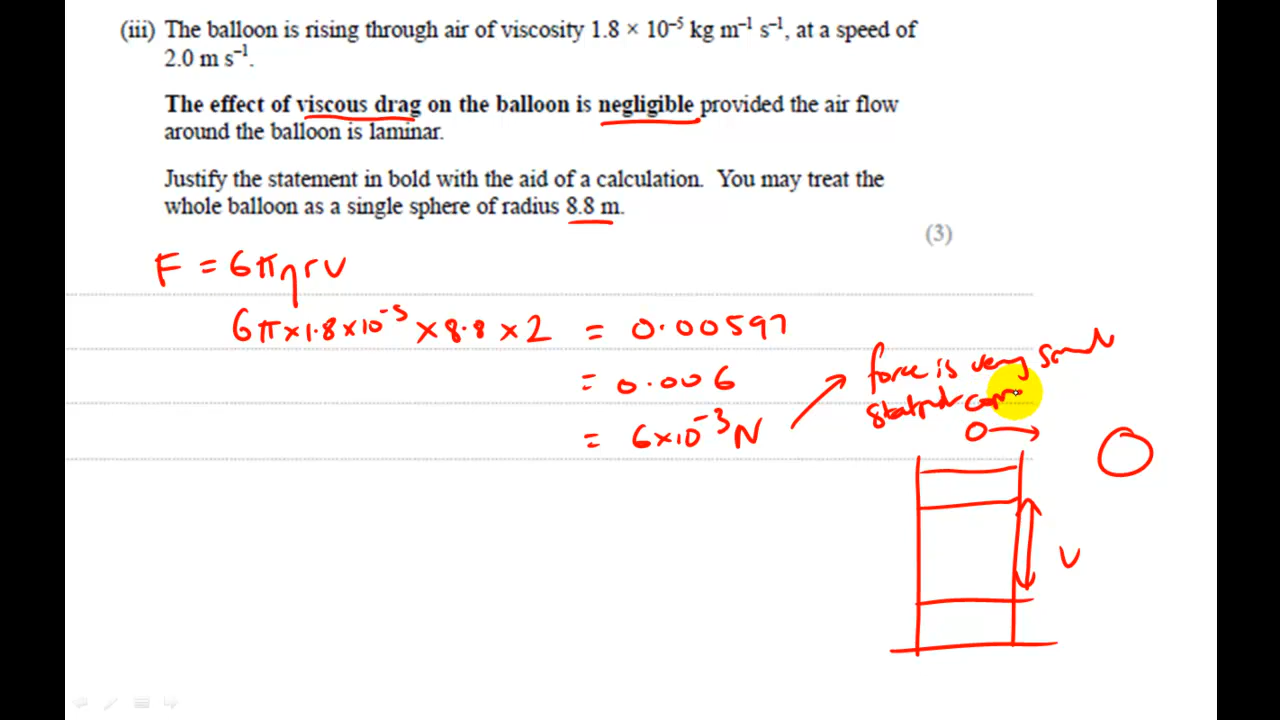 (iii) The balloon is rising through air of viscosity 1.8 × 10⁻⁵ kg m⁻¹ s⁻¹, at a speed of
2.0 m s⁻¹.
The effect of viscous drag on the balloon is negligible provided the air flow
around the balloon is laminar.
Justify the statement in bold with the aid of a calculation. You may treat the
whole balloon as a single sphere of radius 8.8 m.
(3)
F = 6πηrv
6π×1.8×10⁻⁵ × 8.8 × 2 = 0.00597
= 0.006
= 6×10⁻³ N
force is very small
v